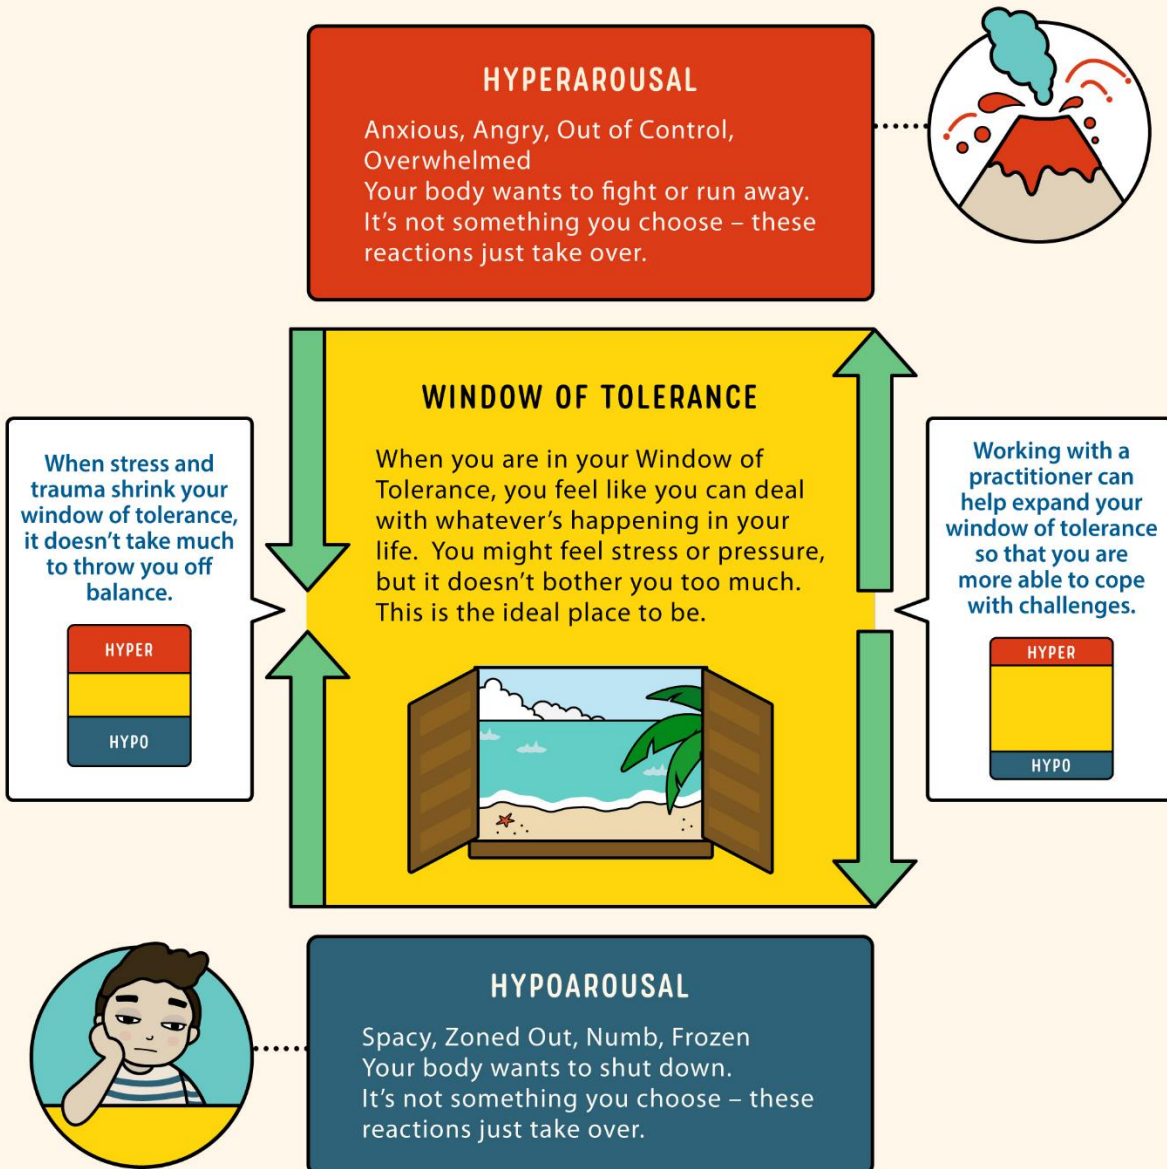 HYPERAROUSAL
Anxious, Angry, Out of Control,
Overwhelmed
Your body wants to fight or run away.
It's not something you choose – these
reactions just take over.
WINDOW OF TOLERANCE
When you are in your Window of
Tolerance, you feel like you can deal
with whatever's happening in your
life.  You might feel stress or pressure,
but it doesn't bother you too much.
This is the ideal place to be.
When stress and
trauma shrink your
window of tolerance,
it doesn't take much
to throw you off
balance.
HYPER
HYPO
Working with a
practitioner can
help expand your
window of tolerance
so that you are
more able to cope
with challenges.
HYPER
HYPO
HYPOAROUSAL
Spacy, Zoned Out, Numb, Frozen
Your body wants to shut down.
It's not something you choose – these
reactions just take over.